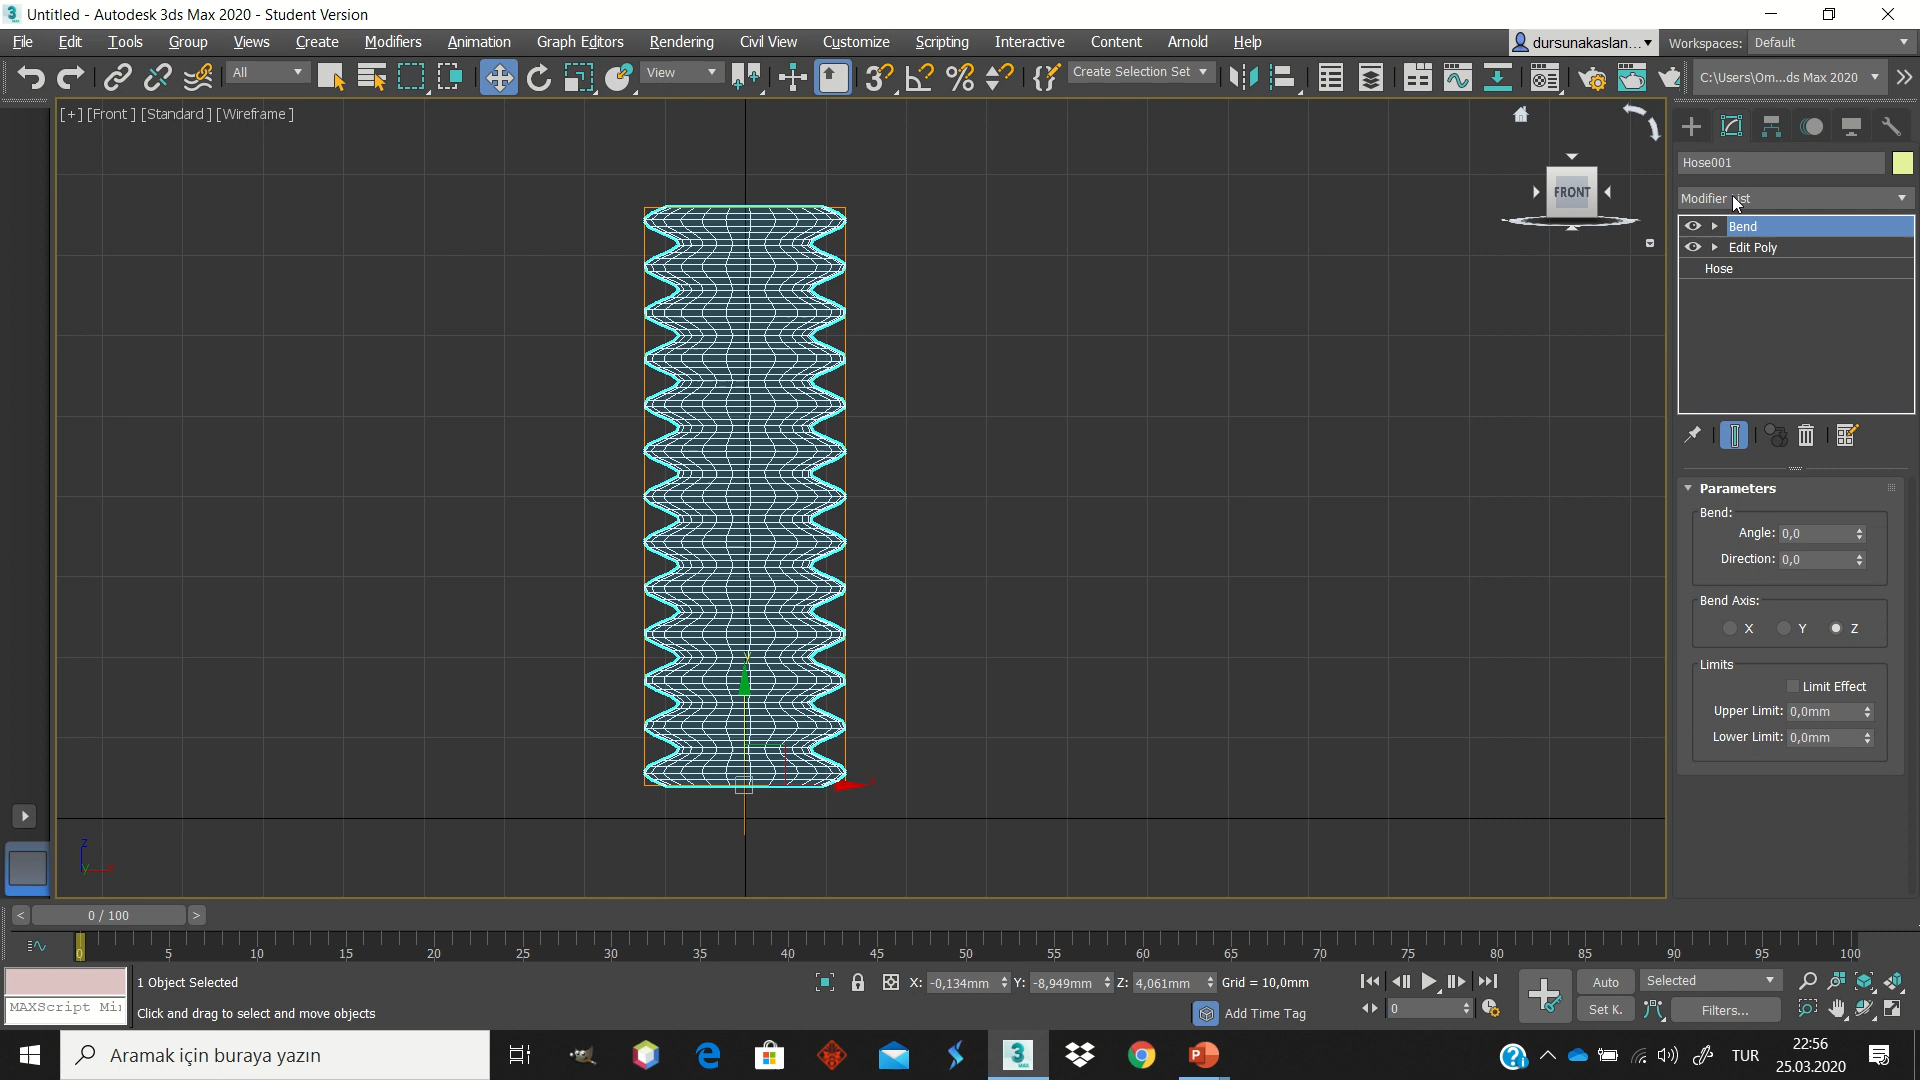 Untitled - Autodesk 3ds Max 2020 - Student Version
File Edit Tools Group Views Create Modifiers Animation Graph Editors Rendering Civil View Customize Scripting Interactive Content Arnold Help
dursunakaslan... Workspaces: Default
All View Create Selection Set C:\Users\Om...ds Max 2020
[+] [Front ] [Standard ] [Wireframe ]
FRONT
Hose001
Modifier List
Bend
Edit Poly
Hose
Parameters
Bend:
Angle: 0,0
Direction: 0,0
Bend Axis:
X Y Z
Limits
Limit Effect
Upper Limit: 0,0mm
Lower Limit: 0,0mm
y
x
z
y
0 / 100
0 5 10 15 20 25 30 35 40 45 50 55 60 65 70 75 80 85 90 95 100
1 Object Selected
X: -0,134mm Y: -8,949mm Z: 4,061mm Grid = 10,0mm
Auto Selected
MAXScript Mi
Click and drag to select and move objects
Add Time Tag
0
Set K. Filters...
Aramak için buraya yazın
3
MAX
P
TUR
22:56
25.03.2020